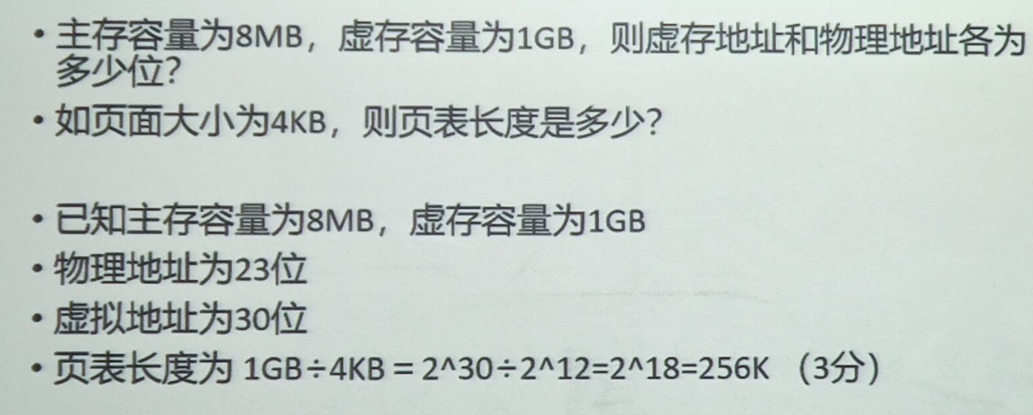 • 主存容量为8MB，虚存容量为1GB，则虚存地址和物理地址各为
多少位？
• 如页面大小为4KB，则页表长度是多少？
• 已知主存容量为8MB，虚存容量为1GB
• 物理地址为23位
• 虚拟地址为30位
• 页表长度为 1GB÷4KB = 2^30÷2^12=2^18=256K （3分）